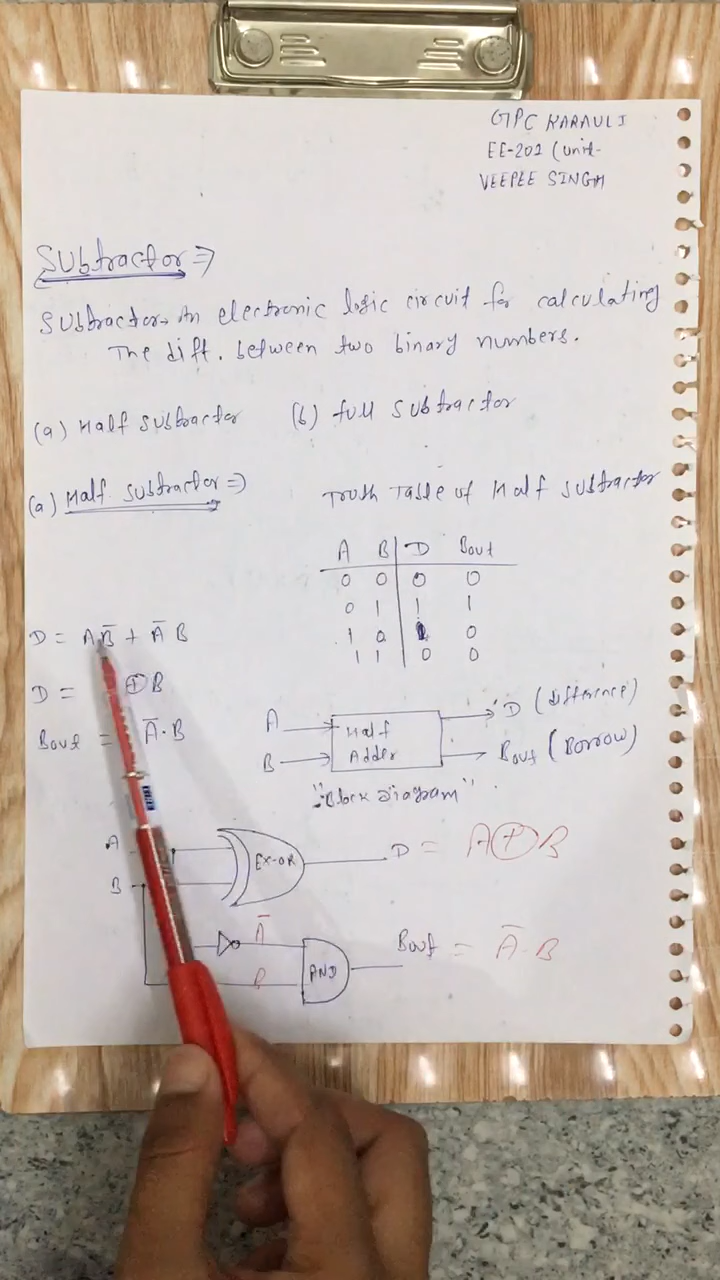 GPC KARAULI
EE-202 (unit-
VEEPEE SINGH
Subtractor ⇒
Subtractor → An electronic logic circuit for calculating
The diff. between two binary numbers.
(a) Half subtractor (b) full subtractor
(a) Half subtractor ⇒ Truth Table of Half subtractor
A B D Bout
0 0 0 0
0 1 1 1
1 0 1 0
1 1 0 0
D = AB̅ + A̅ B
D = ⊕ B
Bout = A̅·B
A Half D (difference)
B Adder Bout (Borrow)
"Block Diagram"
A EX-OR D = A⊕B
B
A̅ Bout = A̅·B
B AND